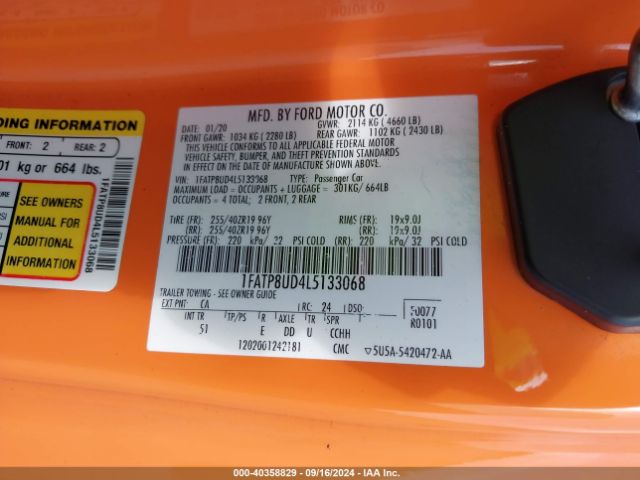 DING INFORMATION
FRONT: 2 REAR: 2
01 kg or 664 lbs.
SEE OWNERS
MANUAL FOR
ADDITIONAL
INFORMATION
1FATP8UD4L5133068
MFD. BY FORD MOTOR CO.
DATE: 01/20 GVWR: 2114 KG (4660 LB)
FRONT GAWR: 1034 KG (2280 LB) REAR GAWR: 1102 KG (2430 LB)
THIS VEHICLE CONFORMS TO ALL APPLICABLE FEDERAL MOTOR
VEHICLE SAFETY, BUMPER, AND THEFT PREVENTION STANDARDS
IN EFFECT ON THE DATE OF MANUFACTURE SHOWN ABOVE.
VIN: 1FATP8UD4L5133068 TYPE: Passenger Car
MAXIMUM LOAD = OCCUPANTS + LUGGAGE = 301KG/ 664LB
OCCUPANTS = 4 TOTAL; 2 FRONT, 2 REAR
TIRE (FR): 255/40ZR19 96Y RIMS (FR): 19x9.0J
TIRE (RR): 255/40ZR19 96Y RIMS (RR): 19x9.0J
PRESSURE (FR): 220 kPa/ 32 PSI COLD (RR): 220 kPa/ 32 PSI COLD
1FATP8UD4L5133068
TRAILER TOWING - SEE OWNER GUIDE
EXT PNT: CA RC: 24 DSO:
INT TR TP/PS R AXLE TR SPR
51 E DD U CCHH
R0101
1202001242181 CMC 5U5A-5420472-AA
000-40358829 - 09/16/2024 - IAA Inc.